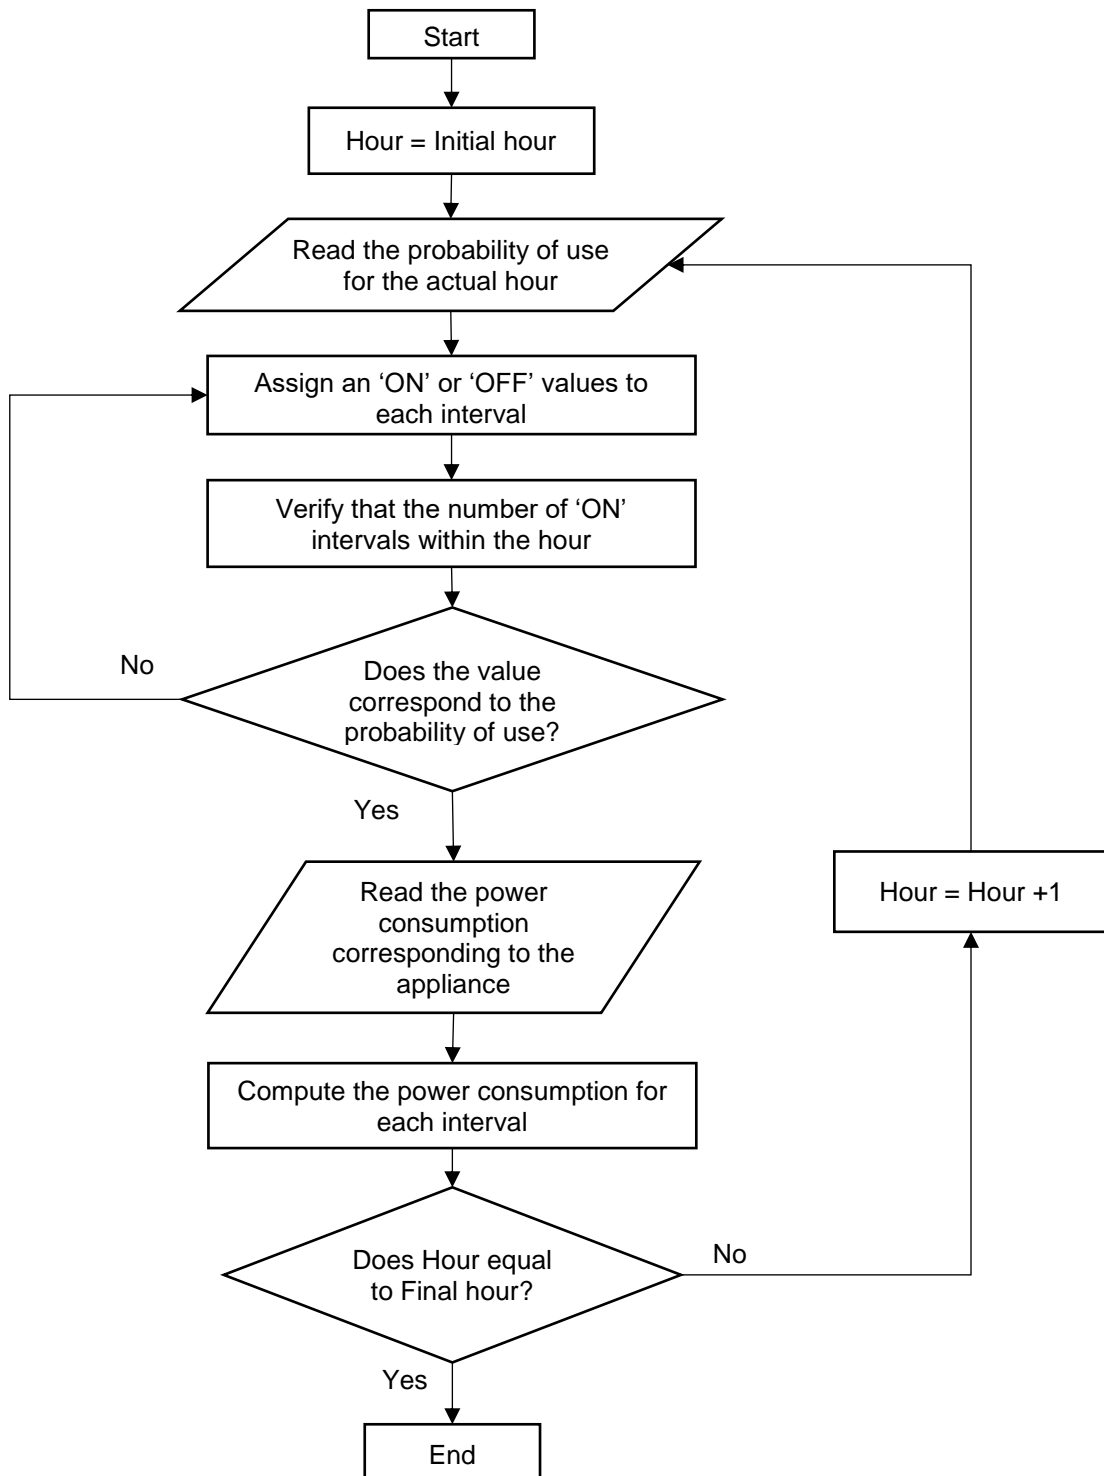 Start
Hour = Initial hour
Read the probability of use
for the actual hour
Assign an ‘ON’ or ‘OFF’ values to
each interval
Verify that the number of ‘ON’
intervals within the hour
No
Does the value
correspond to the
probability of use?
Yes
Read the power
consumption
corresponding to the
appliance
Hour = Hour +1
Compute the power consumption for
each interval
Does Hour equal
to Final hour?
No
Yes
End